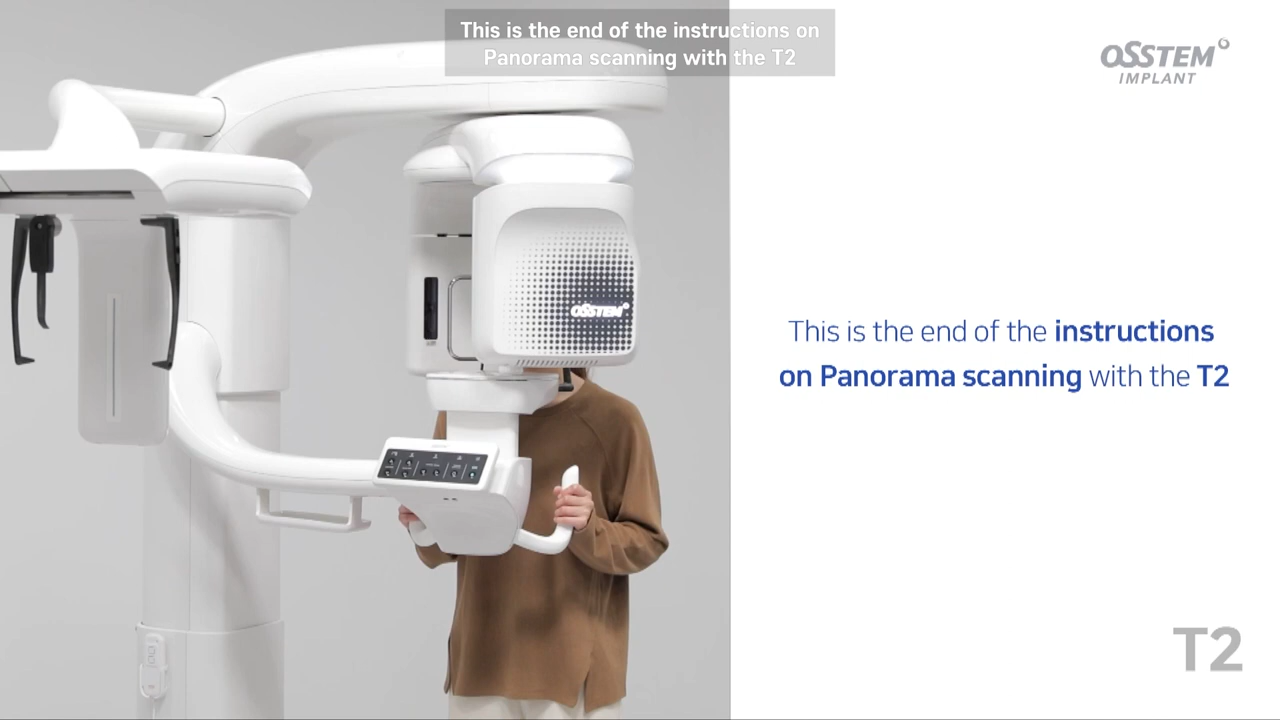 This is the end of the instructions on
Panorama scanning with the T2
OSSTEM
IMPLANT
OSSTEM
This is the end of the instructions
on Panorama scanning with the T2
T2